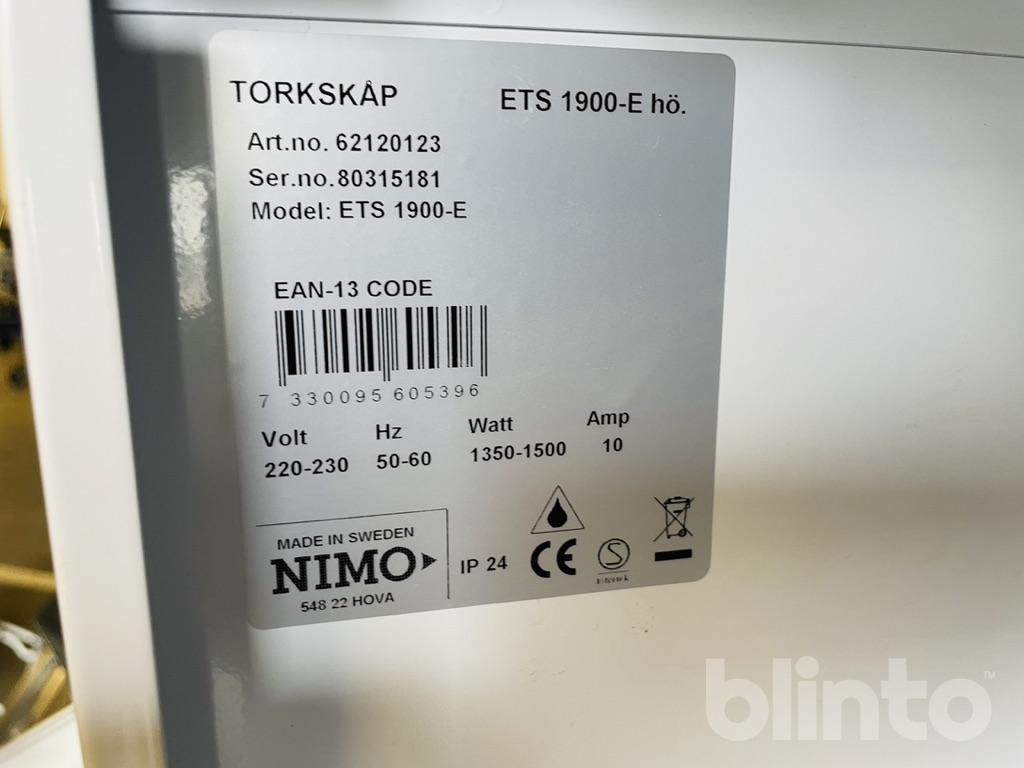 TORKSKÅP ETS 1900-E hö.
Art.no. 62120123
Ser.no.80315181
Model: ETS 1900-E
EAN-13 CODE
7 330095 605396
Volt Hz Watt Amp
220-230 50-60 1350-1500 10
MADE IN SWEDEN
NIMO
548 22 HOVA
IP 24
CE
S
Intertek
blinto™